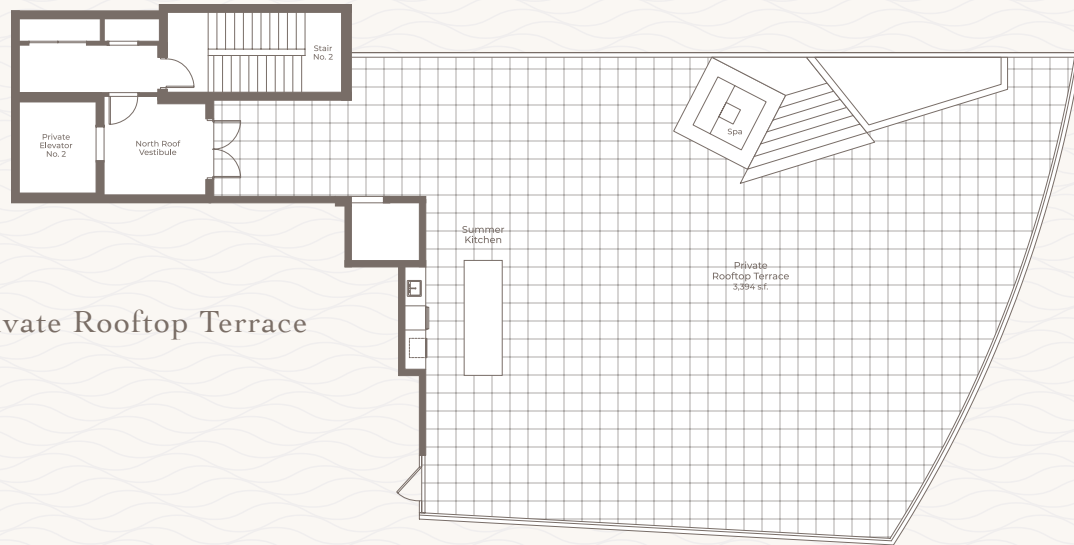 Stair
No. 2
Private
Elevator
No. 2
North Roof
Vestibule
Spa
Summer
Kitchen
Private
Rooftop Terrace
3,394 s.f.
ivate Rooftop Terrace